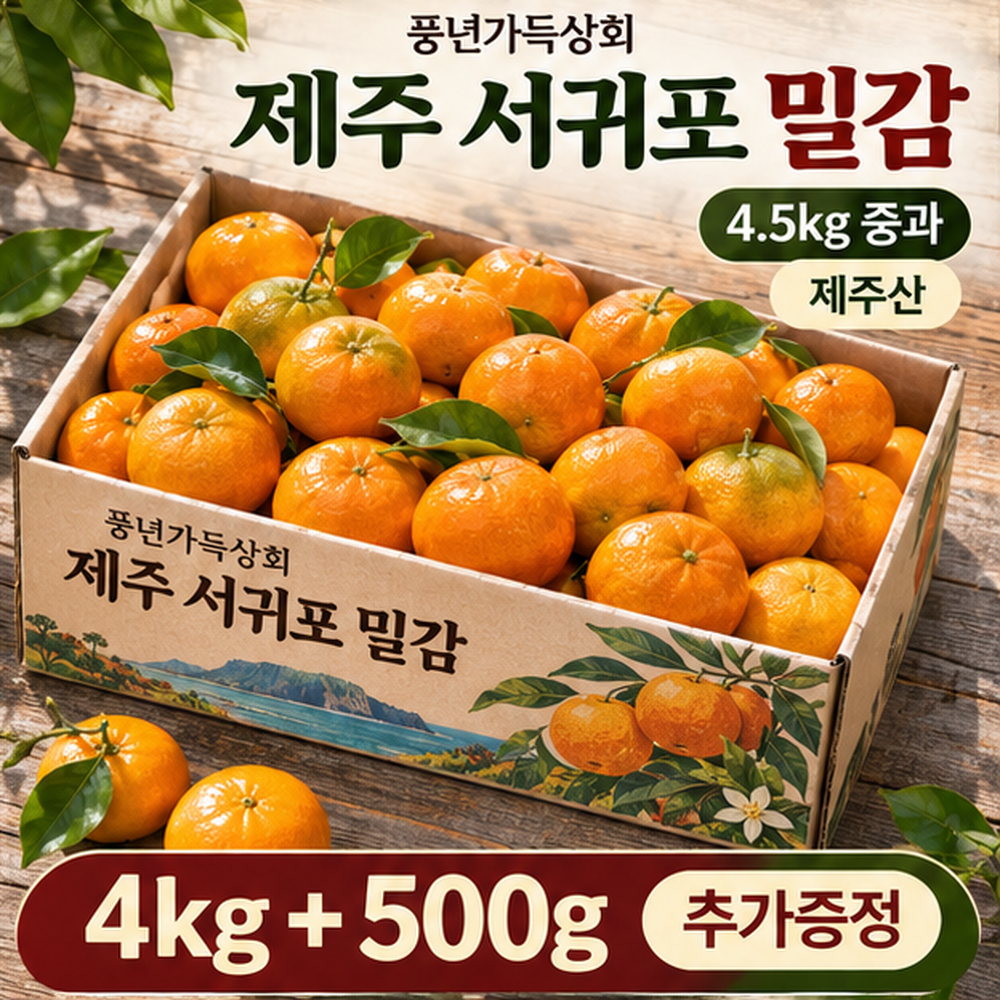 풍년가득상회
제주 서귀포 밀감
4.5kg 중과
제주산
풍년가득상회
제주 서귀포 밀감
4kg + 500g 추가증정